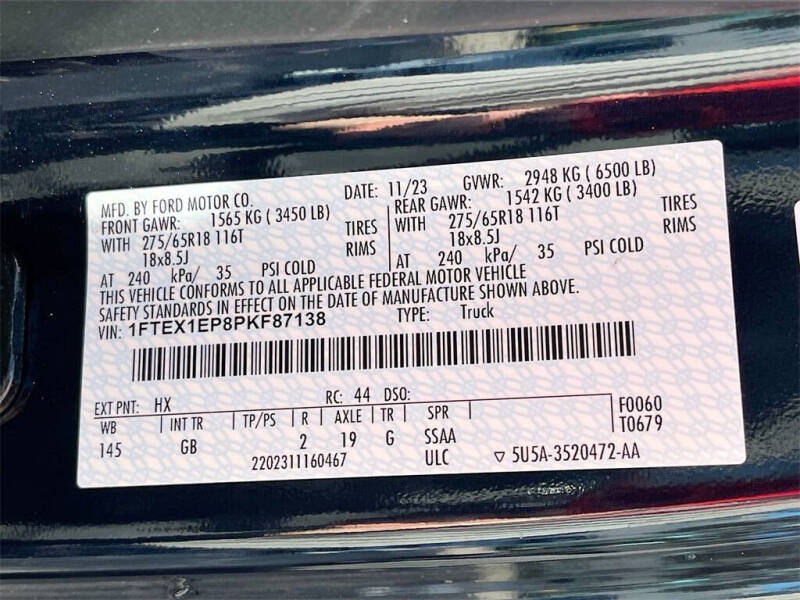 MFD. BY FORD MOTOR CO. DATE: 11/23 GVWR: 2948 KG ( 6500 LB)
FRONT GAWR: 1565 KG ( 3450 LB) REAR GAWR: 1542 KG ( 3400 LB)
WITH 275/65R18 116T TIRES 275/65R18 116T TIRES
18x8.5J RIMS WITH 18x8.5J RIMS
AT 240 kPa/ 35 PSI COLD AT 240 kPa/ 35 PSI COLD
THIS VEHICLE CONFORMS TO ALL APPLICABLE FEDERAL MOTOR VEHICLE
SAFETY STANDARDS IN EFFECT ON THE DATE OF MANUFACTURE SHOWN ABOVE.
VIN: 1FTEX1EP8PKF87138 TYPE: Truck
EXT PNT: HX RC: 44 DSO: F0060
WB INT TR TP/PS R AXLE TR SPR T0679
145 GB 2 19 G SSAA
2202311160467 ULC ▽ 5U5A-3520472-AA